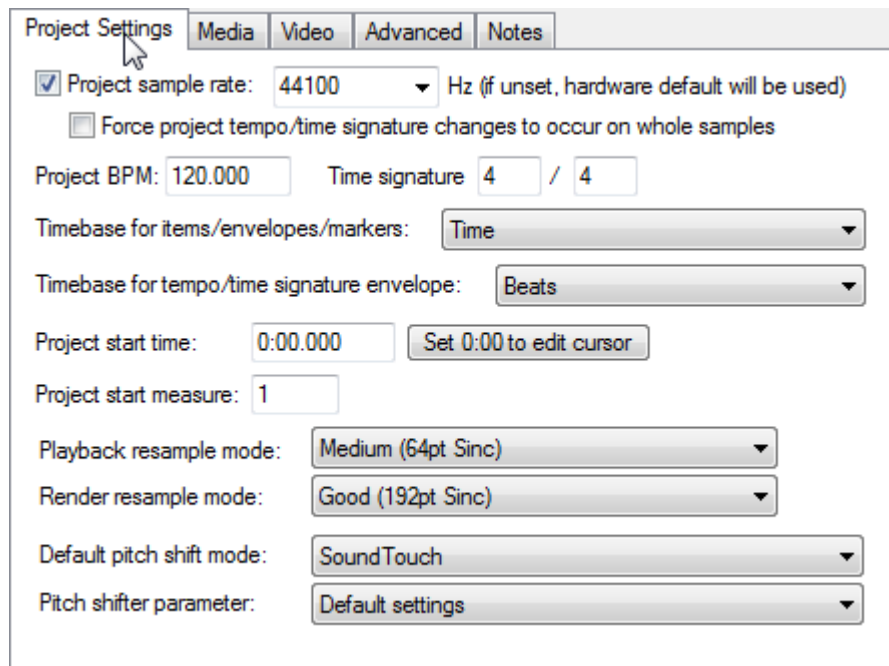 Project Settings Media Video Advanced Notes
Project sample rate: 44100 Hz (if unset, hardware default will be used)
Force project tempo/time signature changes to occur on whole samples
Project BPM: 120.000 Time signature 4 / 4
Timebase for items/envelopes/markers: Time
Timebase for tempo/time signature envelope: Beats
Project start time: 0:00.000 Set 0:00 to edit cursor
Project start measure: 1
Playback resample mode: Medium (64pt Sinc)
Render resample mode: Good (192pt Sinc)
Default pitch shift mode: SoundTouch
Pitch shifter parameter: Default settings